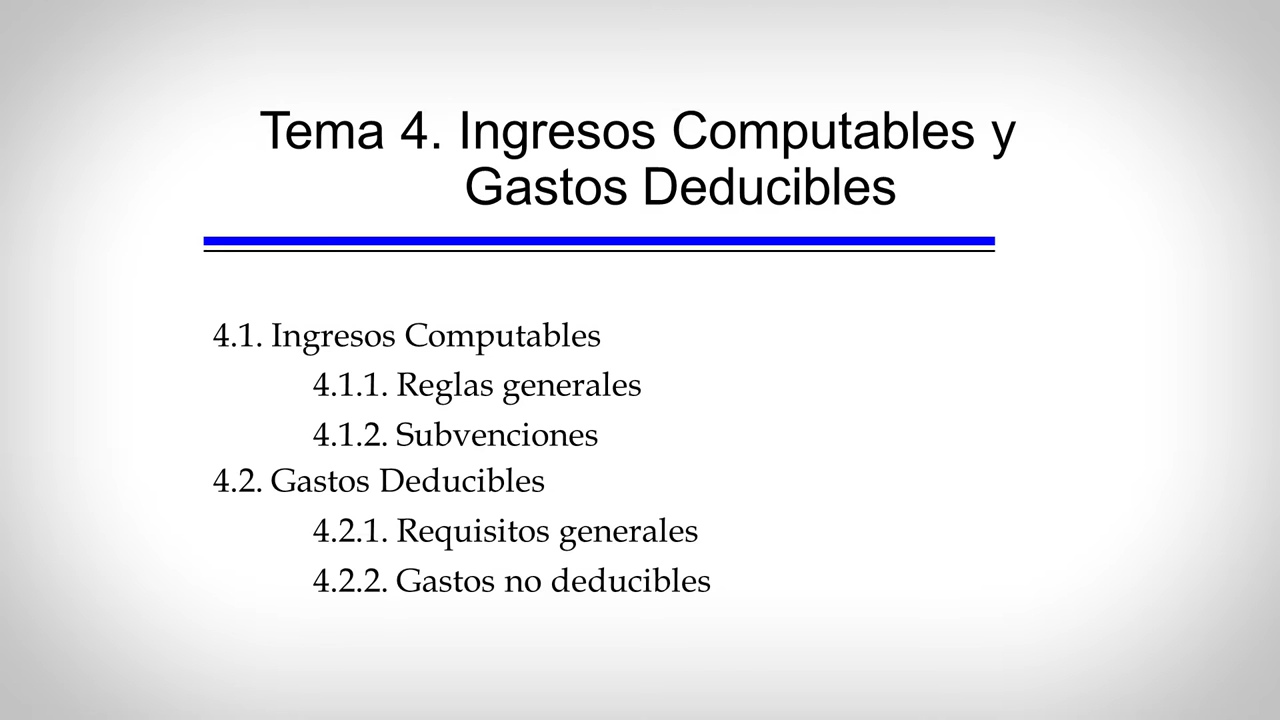 Tema 4. Ingresos Computables y
Gastos Deducibles
4.1. Ingresos Computables
4.1.1. Reglas generales
4.1.2. Subvenciones
4.2. Gastos Deducibles
4.2.1. Requisitos generales
4.2.2. Gastos no deducibles